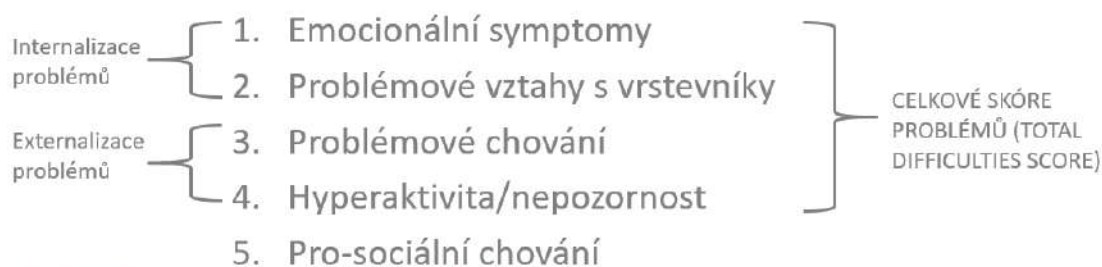 Internalizace
problémů
Externalizace
problémů
1. Emocionální symptomy
2. Problémové vztahy s vrstevníky
3. Problémové chování
4. Hyperaktivita/nepozornost
5. Pro-sociální chování
CELKOVÉ SKÓRE
PROBLÉMŮ (TOTAL
DIFFICULTIES SCORE)